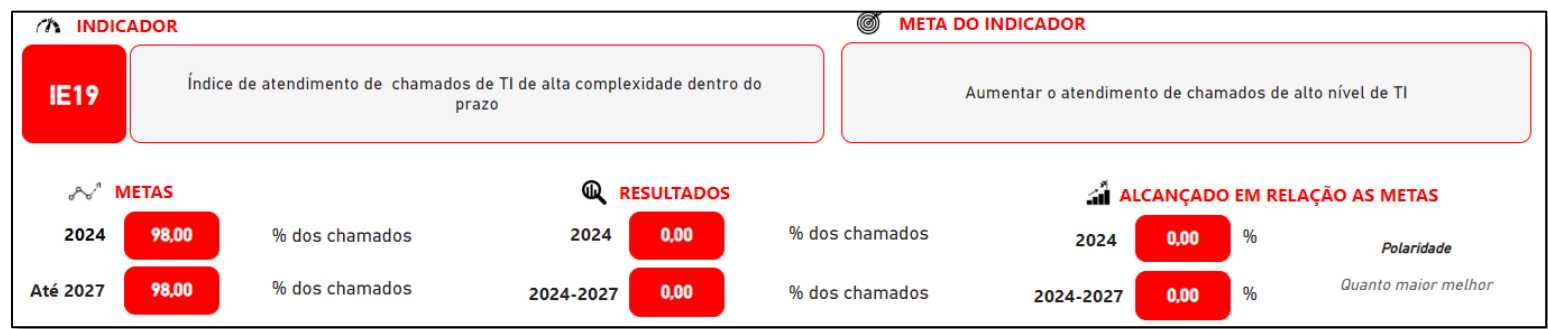 INDICADOR
META DO INDICADOR
IE19
Índice de atendimento de chamados de TI de alta complexidade dentro do
prazo
Aumentar o atendimento de chamados de alto nível de TI
METAS
RESULTADOS
ALCANÇADO EM RELAÇÃO AS METAS
2024 98,00 % dos chamados
2024 0,00 % dos chamados
2024 0,00 %
Polaridade
Até 2027 98,00 % dos chamados
2024-2027 0,00 % dos chamados
2024-2027 0,00 %
Quanto maior melhor